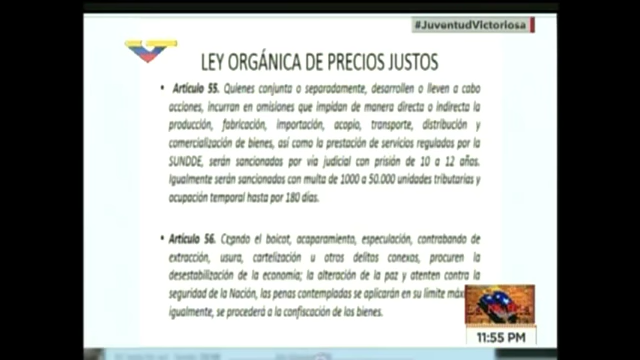 #JuventudVictoriosa
LEY ORGÁNICA DE PRECIOS JUSTOS
• Artículo 55. Quienes conjunta o separadamente, desarrollen o lleven a cabo
acciones, incurran en omisiones que impidan de manera directa o indirecta la
producción, fabricación, importación, acopio, transporte, distribución y
comercialización de bienes, así como la prestación de servicios regulados por la
SUNDDE, serán sancionados por vía judicial con prisión de 10 a 12 años.
Igualmente serán sancionados con multa de 1000 a 50.000 unidades tributarias y
ocupación temporal hasta por 180 días.
• Artículo 56. Cuando el boicot, acaparamiento, especulación, contrabando de
extracción, usura, cartelización u otros delitos conexos, procuren la
desestabilización de la economía; la alteración de la paz y atenten contra la
seguridad de la Nación, las penas contempladas se aplicarán en su límite
igualmente, se procederá a la confiscación de los bienes.
11:55 PM